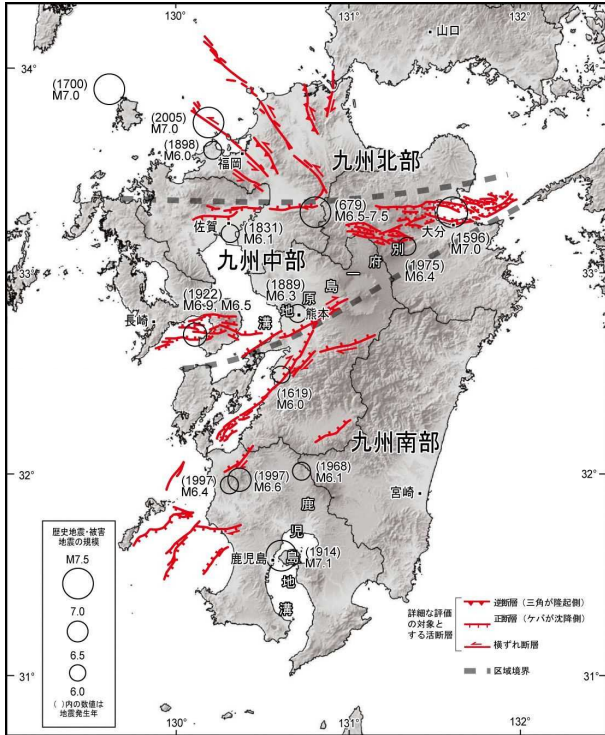 130°
131°
132°
山口
34°
(1700)
M7.0
(2005)
M7.0
(1898)
M6.0
福岡
九州北部
(679)
M6.5-7.5
佐賀
(1831)
M6.1
大分
(1596)
M7.0
33°
33°
九州中部
別府－島原地溝
(1975)
M6.4
(1889)
M6.3
(1922)
M6.9, M6.5
長崎
熊本
(1619)
M6.0
九州南部
32°
32°
(1997)
M6.4
(1997)
M6.6
(1968)
M6.1
宮崎
鹿児島地溝
鹿児島
(1914)
M7.1
歴史地震・被害
地震の規模
M7.5
7.0
6.5
6.0
( )内の数値は
地震発生年
詳細な評価
の対象と
する活断層
逆断層（三角が隆起側）
正断層（ケバが沈降側）
横ずれ断層
区域境界
31°
31°
130°
131°
132°